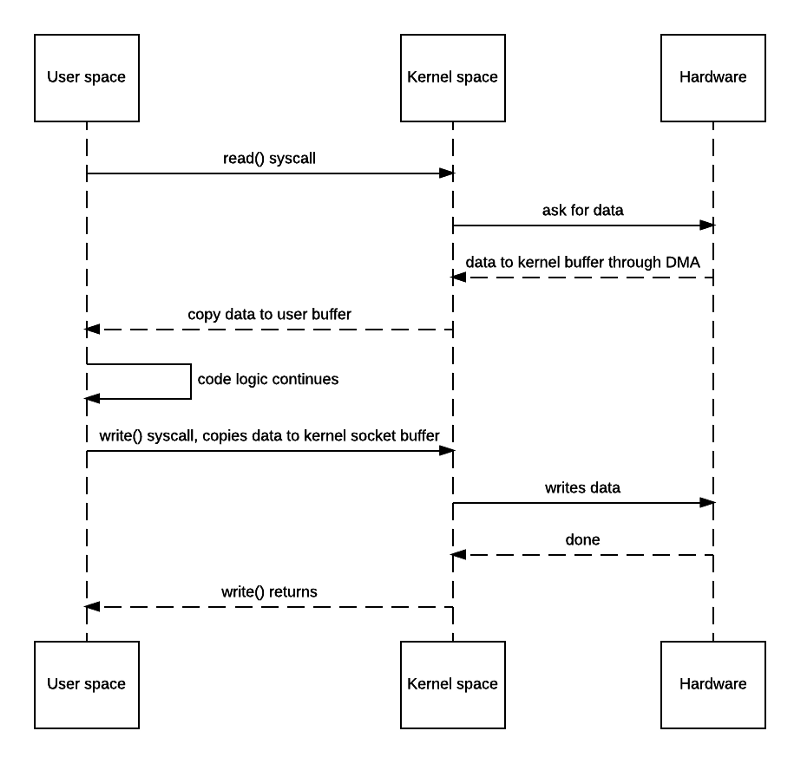 User space
Kernel space
Hardware
read() syscall
ask for data
data to kernel buffer through DMA
copy data to user buffer
code logic continues
write() syscall, copies data to kernel socket buffer
writes data
done
write() returns
User space
Kernel space
Hardware